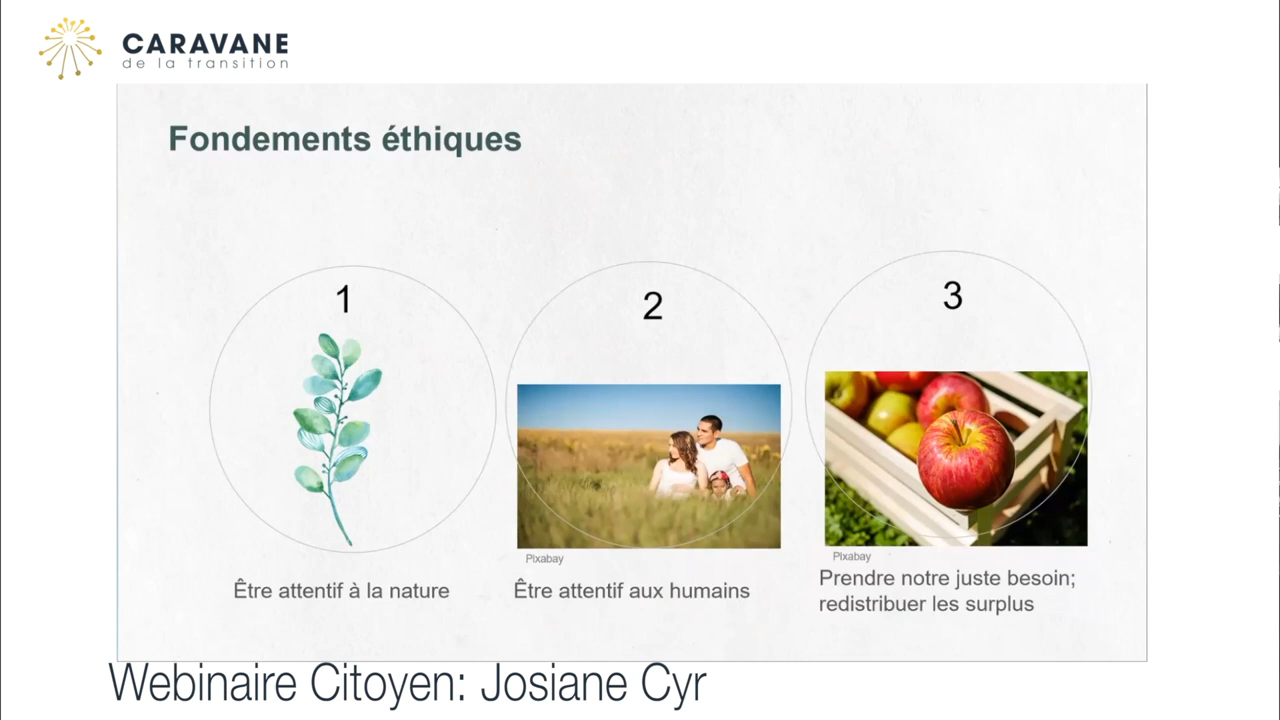 CARAVANE
de la transition
Fondements éthiques
1
2
3
Pixabay
Pixabay
Être attentif à la nature
Être attentif aux humains
Prendre notre juste besoin;
redistribuer les surplus
Webinaire Citoyen: Josiane Cyr